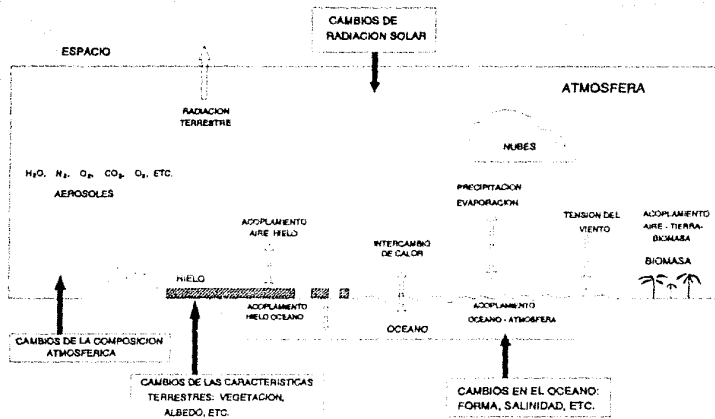 CAMBIOS DE
RADIACION SOLAR
ESPACIO
ATMOSFERA
RADIACION
TERRESTRE
NUBES
H₂O, N₂, O₂, CO₂, O₃, ETC.
AEROSOLES
PRECIPITACION
EVAPORACION
ACOPLAMIENTO
AIRE HIELO
INTERCAMBIO
DE CALOR
TENSION DEL
VIENTO
ACOPLAMIENTO
AIRE - TIERRA-
BIOMASA
BIOMASA
HIELO
ACOPLAMIENTO
HIELO OCEANO
OCEANO
ACOPLAMIENTO
OCEANO - ATMOSFERA
CAMBIOS DE LA COMPOSICION
ATMOSFERICA
CAMBIOS DE LAS CARACTERISTICAS
TERRESTRES: VEGETACION,
ALBEDO, ETC.
CAMBIOS EN EL OCEANO:
FORMA, SALINIDAD, ETC.